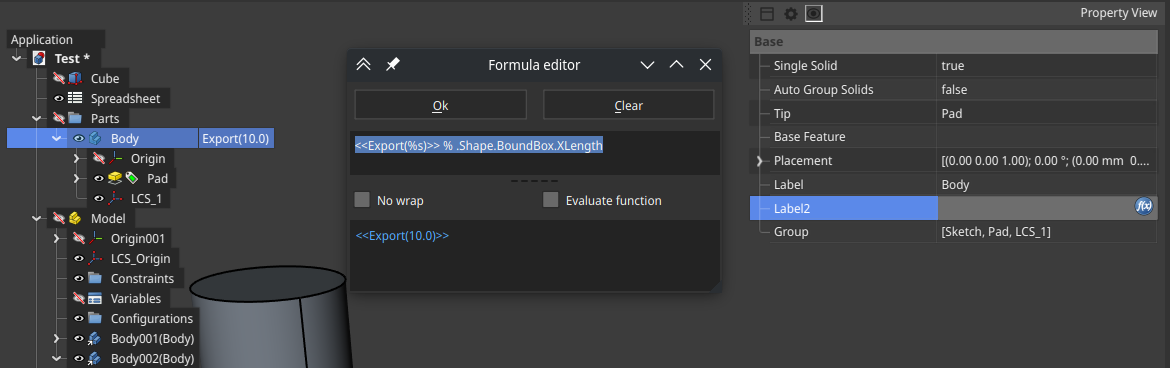 Application
Test *
Cube
Spreadsheet
Parts
Body Export(10.0)
Origin
Pad
LCS_1
Model
Origin001
LCS_Origin
Constraints
Variables
Configurations
Body001(Body)
Body002(Body)
Formula editor
Ok Clear
<<Export(%s)>> % .Shape.BoundBox.XLength
No wrap Evaluate function
<<Export(10.0)>>
Property View
Base
Single Solid true
Auto Group Solids false
Tip Pad
Base Feature
Placement [(0.00 0.00 1.00); 0.00 °; (0.00 mm 0....
Label Body
Label2 f(x)
Group [Sketch, Pad, LCS_1]